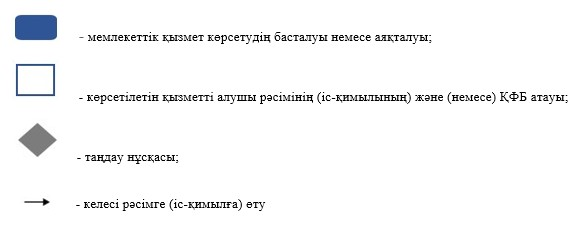 - мемлекеттік қызмет көрсетудің басталуы немесе аяқталуы;
- көрсетілетін қызметті алушы рәсімінің (іс-қимылының) және (немесе) ҚФБ атауы;
- таңдау нұсқасы;
- келесі рәсімге (іс-қимылға) өту